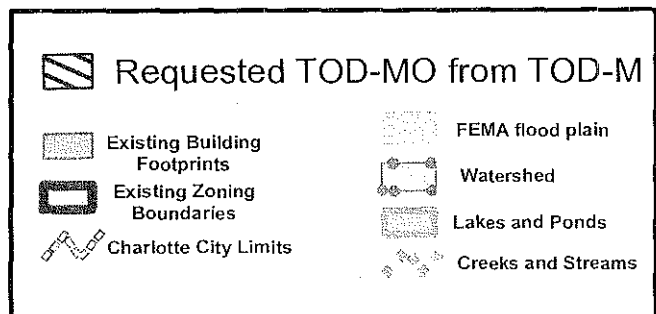 Requested TOD-MO from TOD-M
Existing Building
Footprints
Existing Zoning
Boundaries
Charlotte City Limits
FEMA flood plain
Watershed
Lakes and Ponds
Creeks and Streams